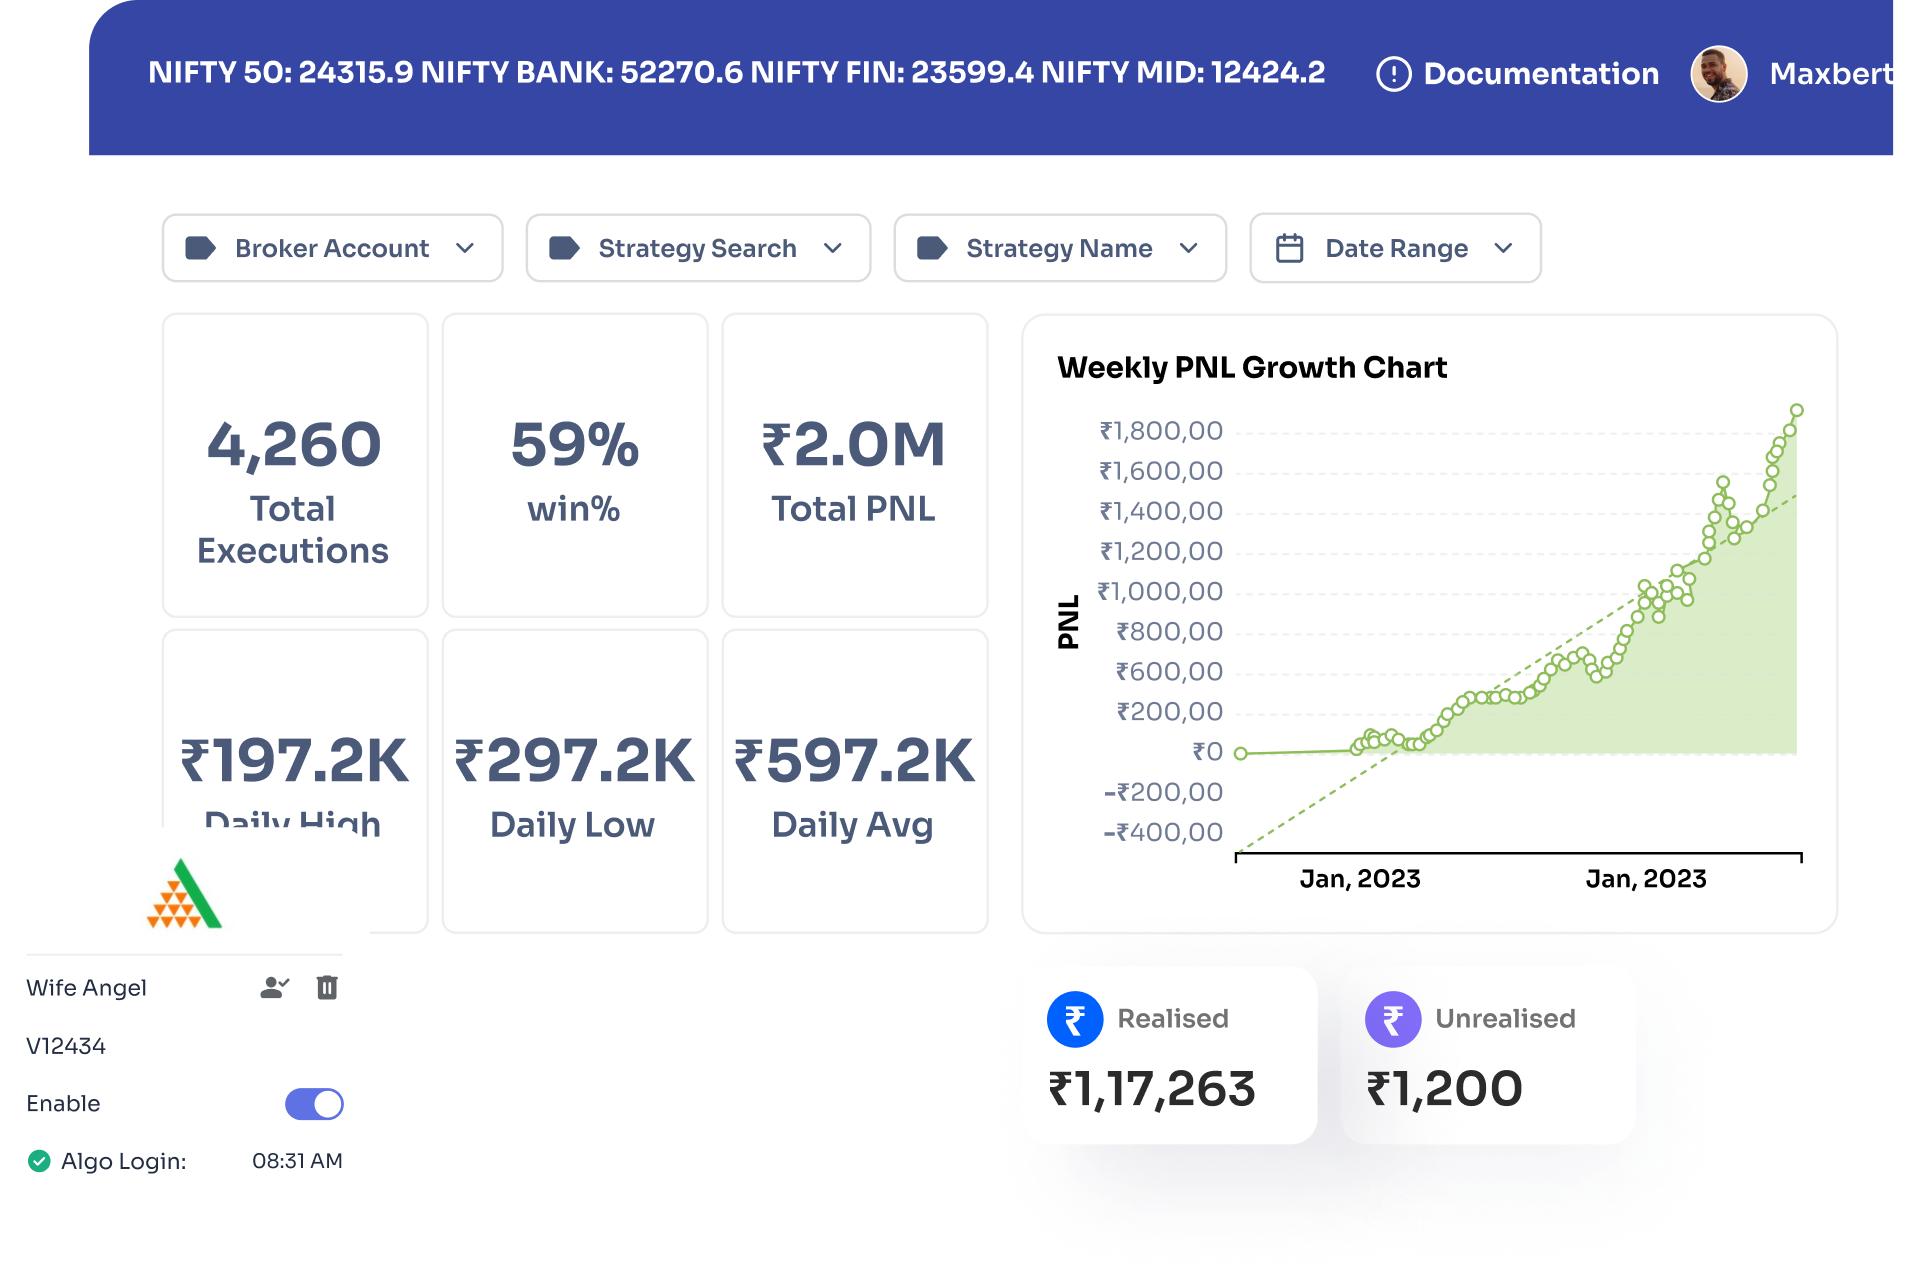 NIFTY 50: 24315.9 NIFTY BANK: 52270.6 NIFTY FIN: 23599.4 NIFTY MID: 12424.2
Documentation
Maxbert
Broker Account
Strategy Search
Strategy Name
Date Range
4,260
Total
Executions
59%
win%
₹2.0M
Total PNL
₹197.2K
Daily High
₹297.2K
Daily Low
₹597.2K
Daily Avg
Weekly PNL Growth Chart
PNL
₹1,800,00
₹1,600,00
₹1,400,00
₹1,200,00
₹1,000,00
₹800,00
₹600,00
₹200,00
₹0
-₹200,00
-₹400,00
Jan, 2023
Jan, 2023
Wife Angel
V12434
Enable
Algo Login:
08:31 AM
₹
Realised
₹1,17,263
₹
Unrealised
₹1,200